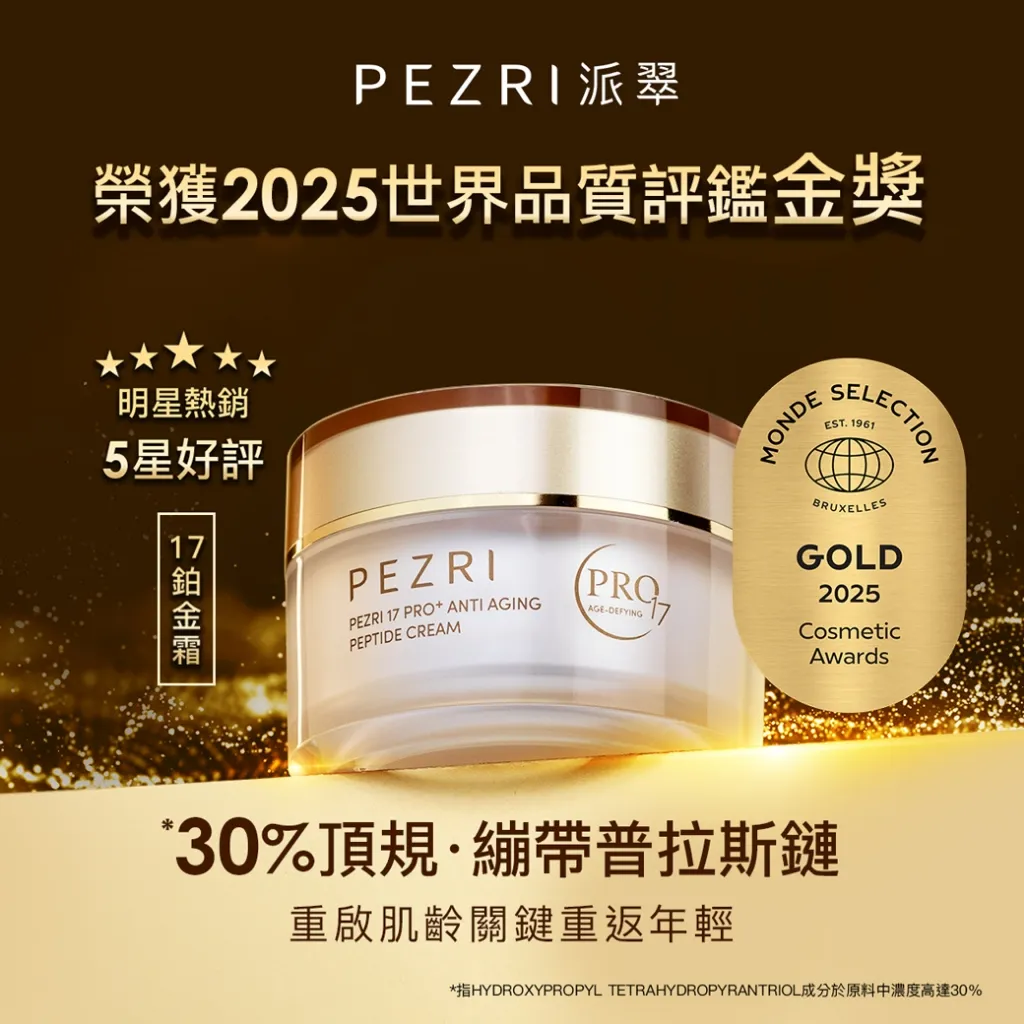 PEZRI派翠
榮獲2025世界品質評鑑金獎
明星熱銷
5星好評
17鉑金霜
PEZRI
PEZRI 17 PRO+ ANTI AGING
PEPTIDE CREAM
PRO17
AGE-DEFYING
MONDE SELECTION
EST. 1961
BRUXELLES
GOLD
2025
Cosmetic
Awards
*30%頂規·繃帶普拉斯鏈
重啟肌齡關鍵重返年輕
*指HYDROXYPROPYL TETRAHYDROPYRANTRIOL成分於原料中濃度高達30%